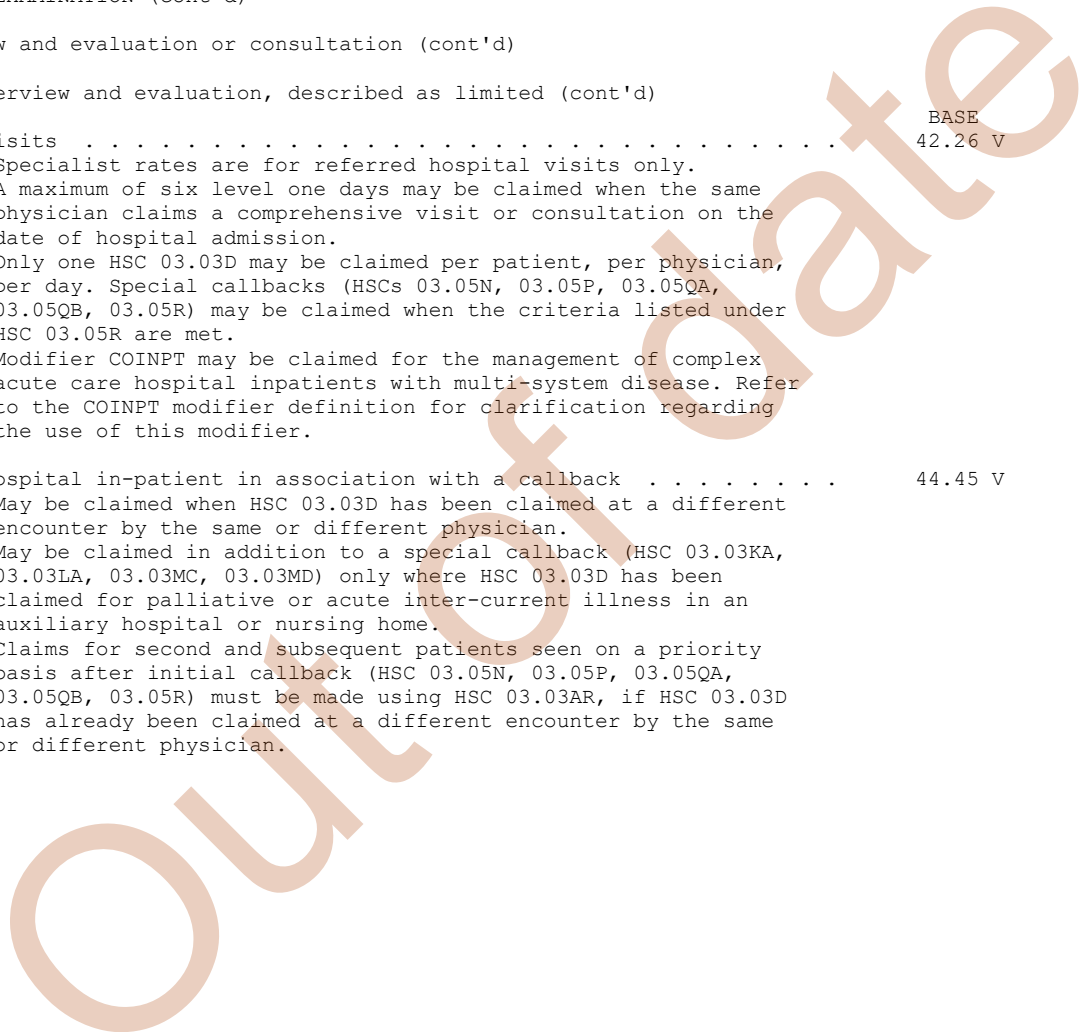 w and evaluation or consultation (cont'd)
erview and evaluation, described as limited (cont'd)
BASE
isits . . . . . . . . . . . . . . . . . . . . . . . . . . . . . . 42.26 V
Specialist rates are for referred hospital visits only.
A maximum of six level one days may be claimed when the same
physician claims a comprehensive visit or consultation on the
date of hospital admission.
Only one HSC 03.03D may be claimed per patient, per physician,
per day. Special callbacks (HSCs 03.05N, 03.05P, 03.05QA,
03.05QB, 03.05R) may be claimed when the criteria listed under
HSC 03.05R are met.
Modifier COINPT may be claimed for the management of complex
acute care hospital inpatients with multi-system disease. Refer
to the COINPT modifier definition for clarification regarding
the use of this modifier.
ospital in-patient in association with a callback . . . . . . . . 44.45 V
May be claimed when HSC 03.03D has been claimed at a different
encounter by the same or different physician.
May be claimed in addition to a special callback (HSC 03.03KA,
03.03LA, 03.03MC, 03.03MD) only where HSC 03.03D has been
claimed for palliative or acute inter-current illness in an
auxiliary hospital or nursing home.
Claims for second and subsequent patients seen on a priority
basis after initial callback (HSC 03.05N, 03.05P, 03.05QA,
03.05QB, 03.05R) must be made using HSC 03.03AR, if HSC 03.03D
has already been claimed at a different encounter by the same
or different physician.
Out of date